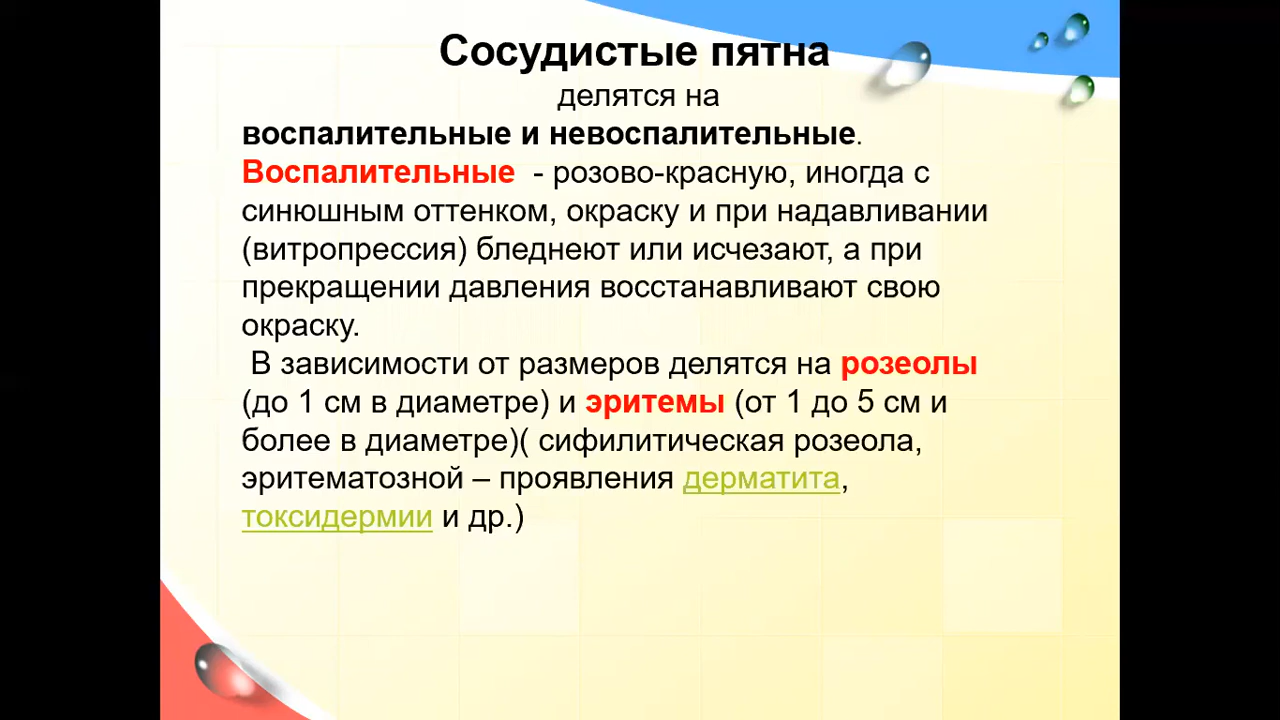 Сосудистые пятна
делятся на
воспалительные и невоспалительные.
Воспалительные - розово-красную, иногда с
синюшным оттенком, окраску и при надавливании
(витропрессия) бледнеют или исчезают, а при
прекращении давления восстанавливают свою
окраску.
В зависимости от размеров делятся на розеолы
(до 1 см в диаметре) и эритемы (от 1 до 5 см и
более в диаметре)( сифилитическая розеола,
эритематозной – проявления дерматита,
токсидермии и др.)